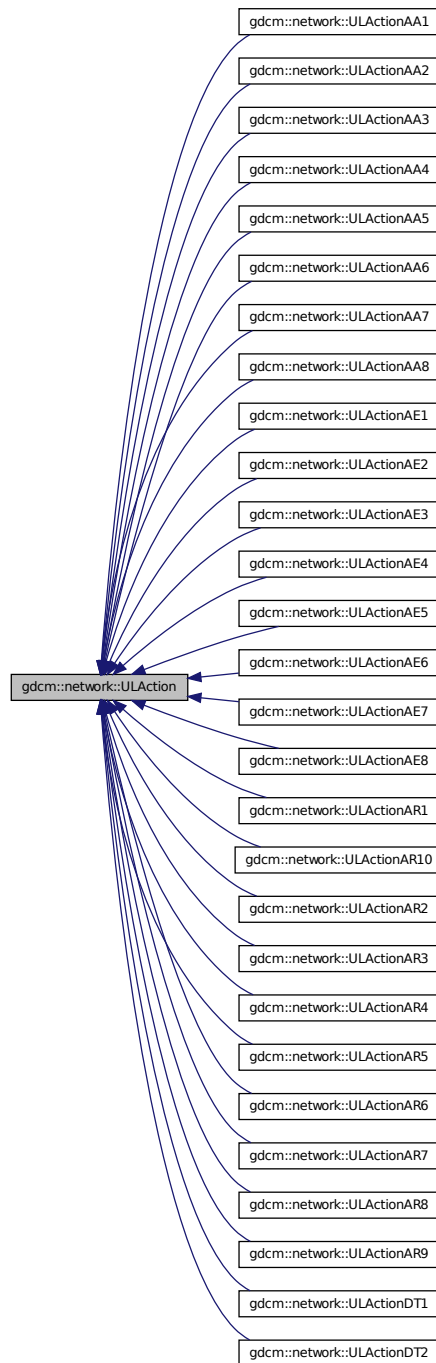 gdcm::network::ULActionAA1
gdcm::network::ULActionAA2
gdcm::network::ULActionAA3
gdcm::network::ULActionAA4
gdcm::network::ULActionAA5
gdcm::network::ULActionAA6
gdcm::network::ULActionAA7
gdcm::network::ULActionAA8
gdcm::network::ULActionAE1
gdcm::network::ULActionAE2
gdcm::network::ULActionAE3
gdcm::network::ULActionAE4
gdcm::network::ULActionAE5
gdcm::network::ULActionAE6
gdcm::network::ULAction
gdcm::network::ULActionAE7
gdcm::network::ULActionAE8
gdcm::network::ULActionAR1
gdcm::network::ULActionAR10
gdcm::network::ULActionAR2
gdcm::network::ULActionAR3
gdcm::network::ULActionAR4
gdcm::network::ULActionAR5
gdcm::network::ULActionAR6
gdcm::network::ULActionAR7
gdcm::network::ULActionAR8
gdcm::network::ULActionAR9
gdcm::network::ULActionDT1
gdcm::network::ULActionDT2